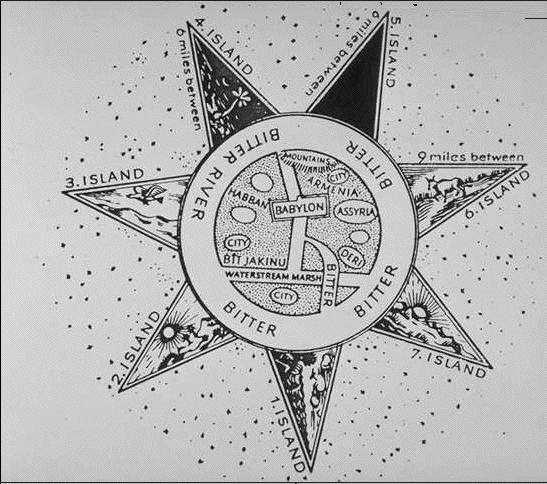 4. ISLAND
6 miles between
6 miles between
5. ISLAND
3. ISLAND
9 miles between
6. ISLAND
BITTER RIVER
BITTER
BITTER
MOUNTAINS
CITY
ARMENIA
HABBAN
BABYLON
ASSYRIA
CITY
DERI
BIT JAKINU
WATERSTREAM MARSH
BITTER
CITY
BITTER
BITTER
2. ISLAND
7. ISLAND
1. ISLAND